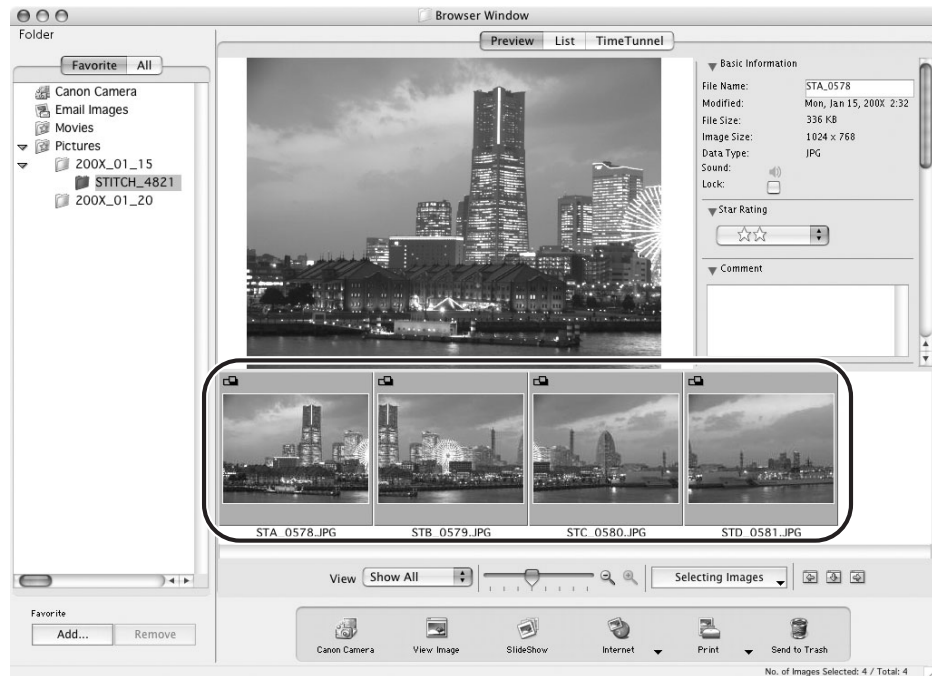 Browser Window
Folder
Favorite All
Canon Camera
Email Images
Movies
Pictures
200X_01_15
STITCH_4821
200X_01_20
Preview List TimeTunnel
Basic Information
File Name: STA_0578
Modified: Mon, Jan 15, 200X 2:32
File Size: 336 KB
Image Size: 1024 x 768
Data Type: JPG
Sound:
Lock:
Star Rating
Comment
STA_0578.JPG STB_0579.JPG STC_0580.JPG STD_0581.JPG
View Show All Selecting Images
Favorite
Add... Remove
Canon Camera View Image SlideShow Internet Print Send to Trash
No. of Images Selected: 4 / Total: 4